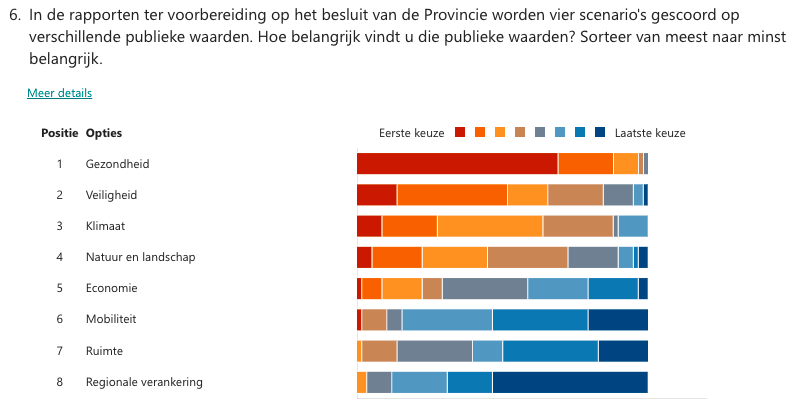 6. In de rapporten ter voorbereiding op het besluit van de Provincie worden vier scenario's gescoord op
verschillende publieke waarden. Hoe belangrijk vindt u die publieke waarden? Sorteer van meest naar minst
belangrijk.
Meer details
Positie Opties Eerste keuze Laatste keuze
1 Gezondheid
2 Veiligheid
3 Klimaat
4 Natuur en landschap
5 Economie
6 Mobiliteit
7 Ruimte
8 Regionale verankering